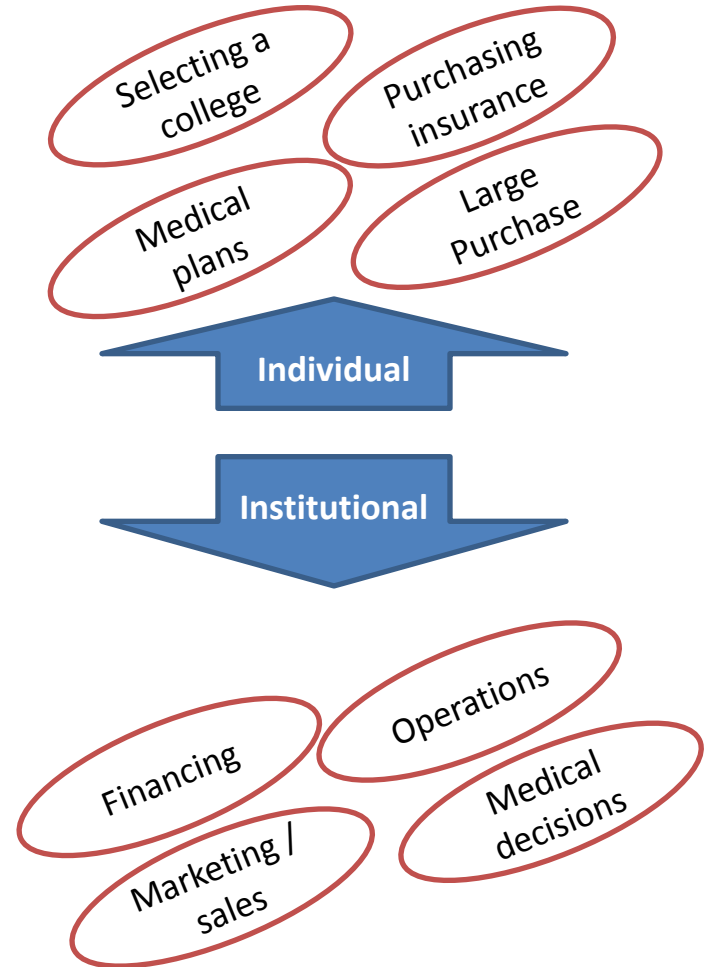 Selecting a
college
Purchasing
insurance
Medical
plans
Large
Purchase
Individual
Institutional
Financing
Operations
Marketing /
sales
Medical
decisions